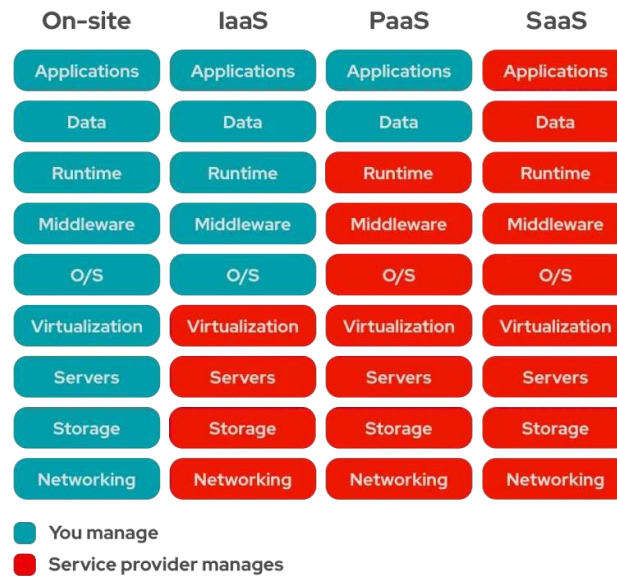 On-site IaaS PaaS SaaS
Applications Applications Applications Applications
Data Data Data Data
Runtime Runtime Runtime Runtime
Middleware Middleware Middleware Middleware
O/S O/S O/S O/S
Virtualization Virtualization Virtualization Virtualization
Servers Servers Servers Servers
Storage Storage Storage Storage
Networking Networking Networking Networking
You manage
Service provider manages